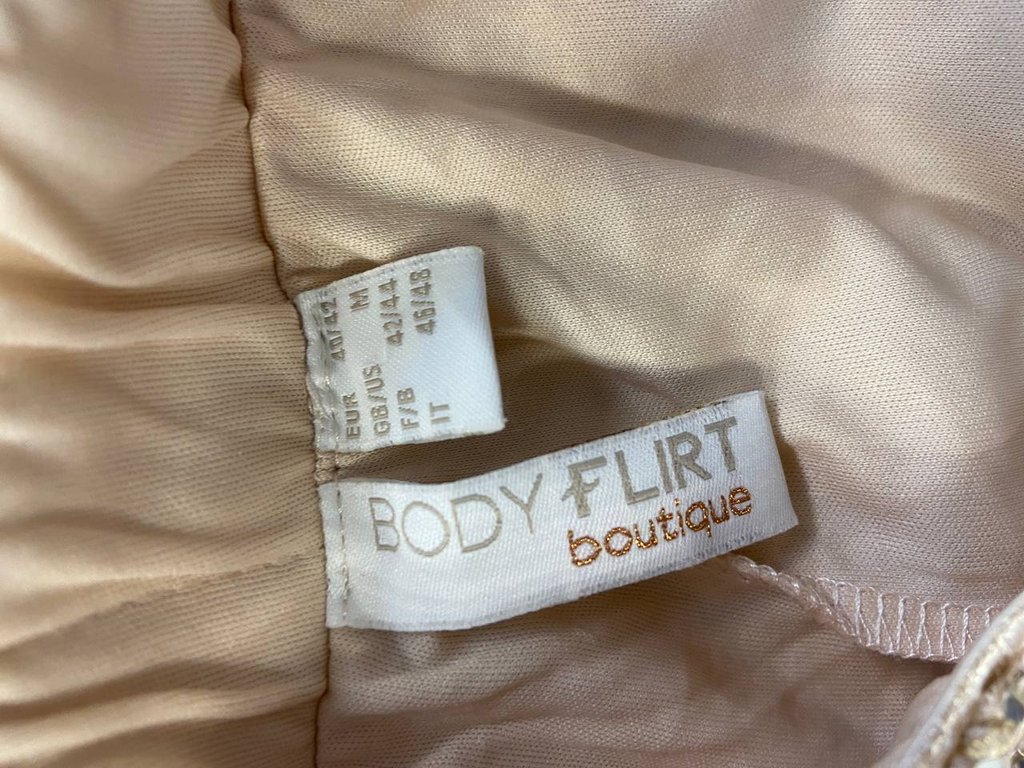 EUR 40/42
GB/US M
F/B 42/44
IT 46/48
BODY FLIRT
boutique